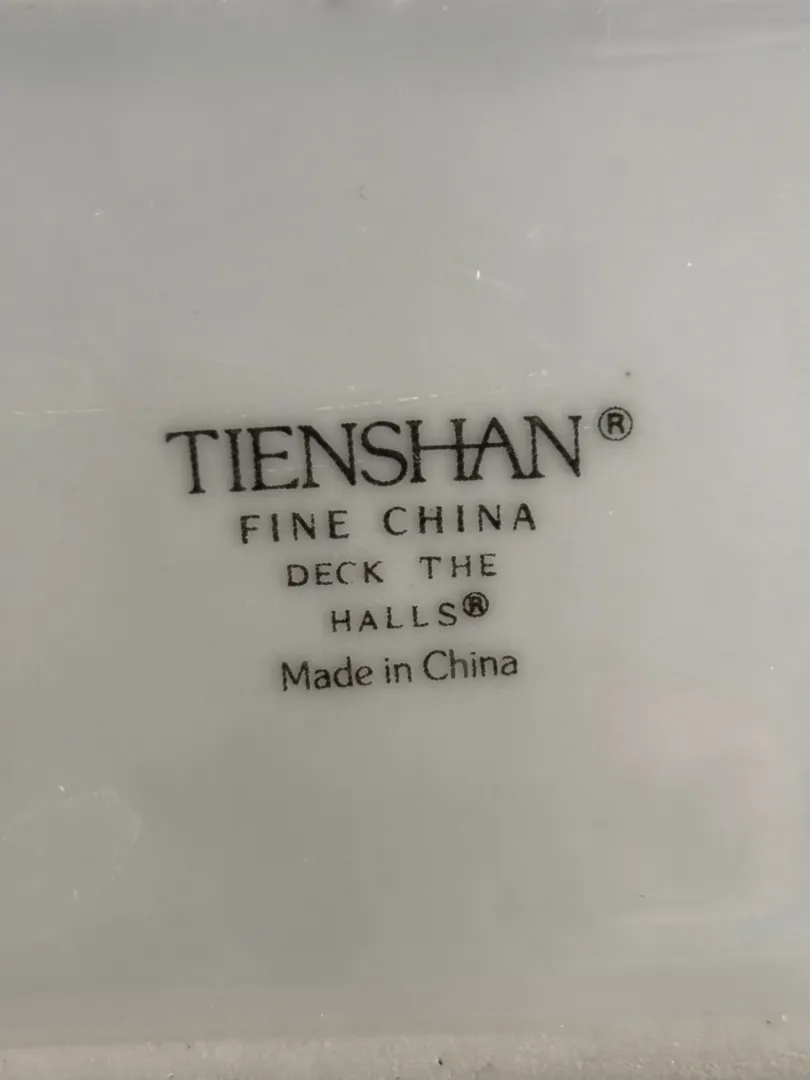 TIENSHAN®
FINE CHINA
DECK THE
HALLS®
Made in China